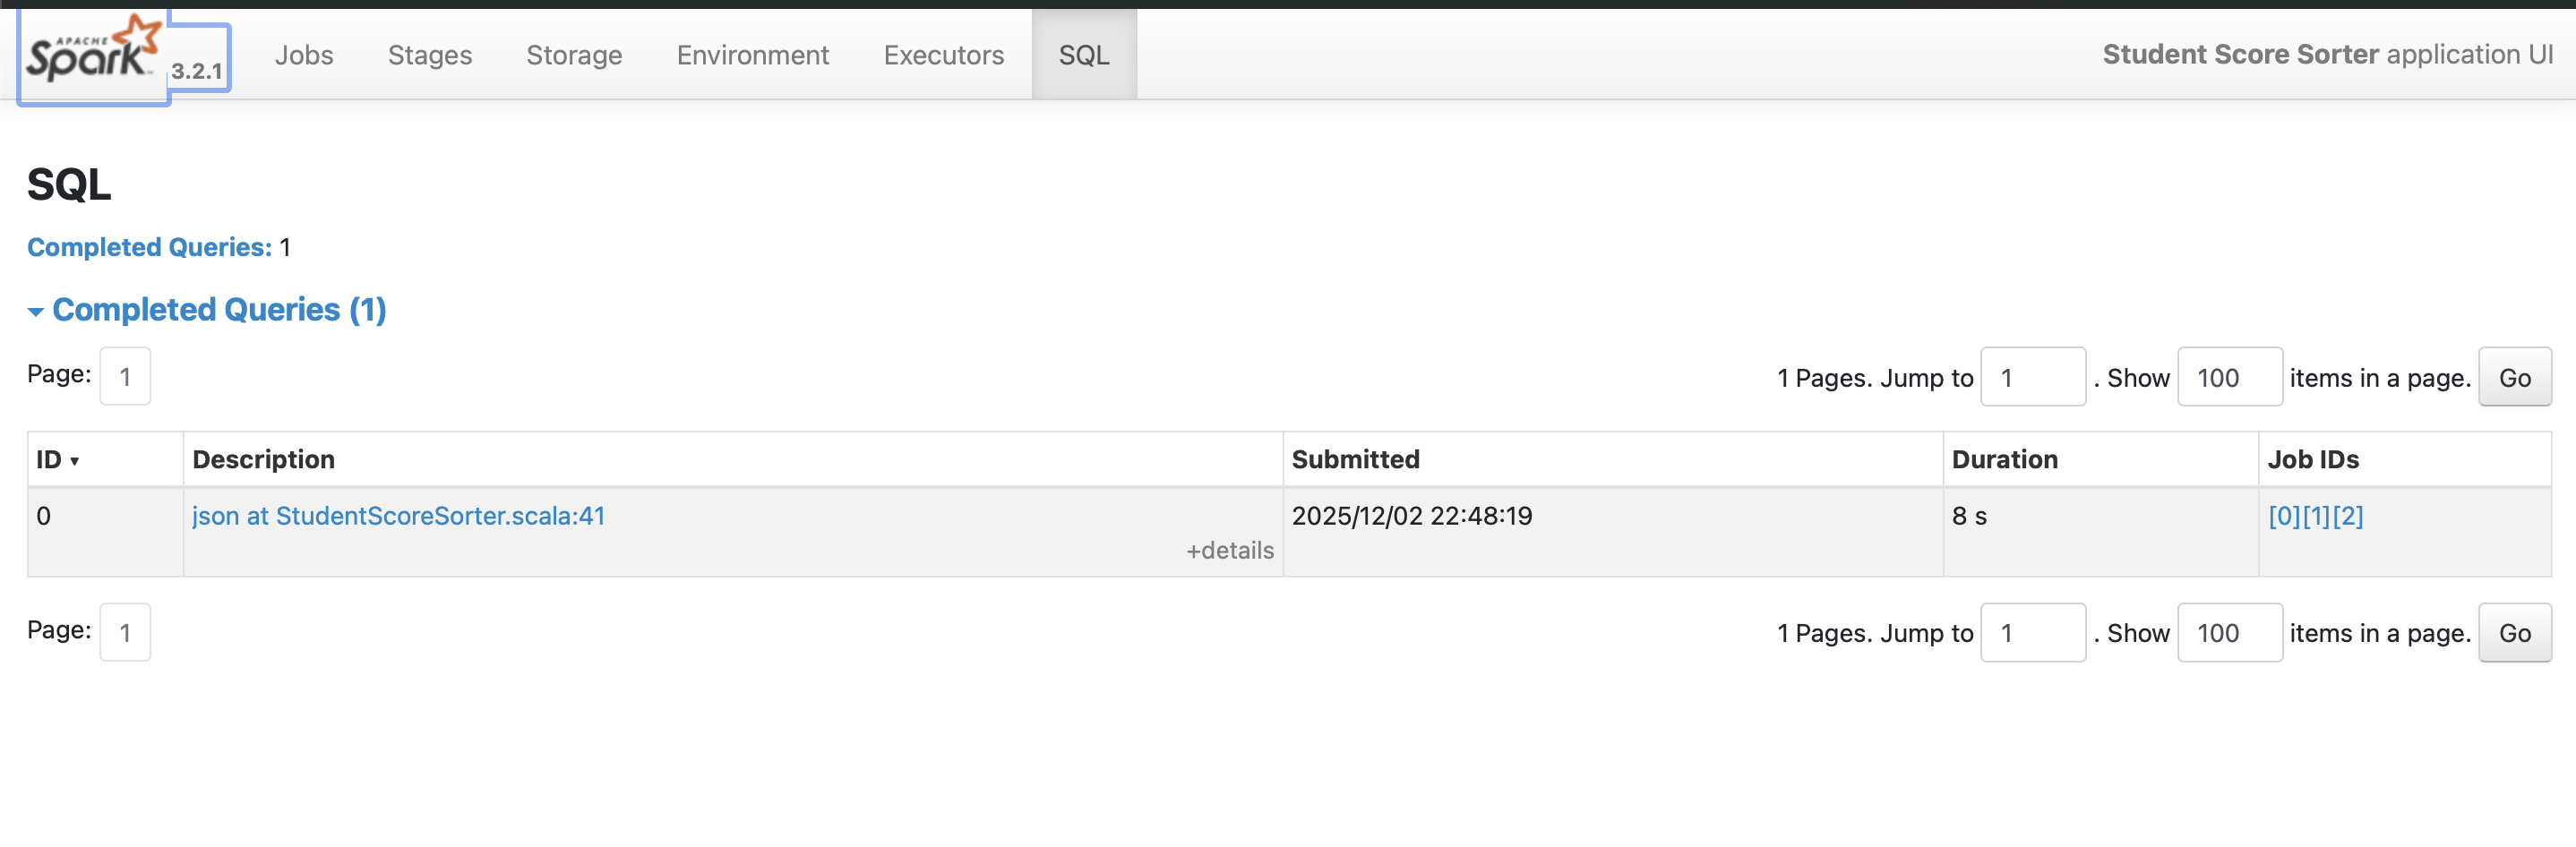 APACHE Spark™ 3.2.1 Jobs Stages Storage Environment Executors SQL Student Score Sorter application UI
SQL
Completed Queries: 1
Completed Queries (1)
Page: 1 1 Pages. Jump to 1 . Show 100 items in a page. Go
ID ▾ Description Submitted Duration Job IDs
0 json at StudentScoreSorter.scala:41 2025/12/02 22:48:19 8 s [0][1][2]
+details
Page: 1 1 Pages. Jump to 1 . Show 100 items in a page. Go